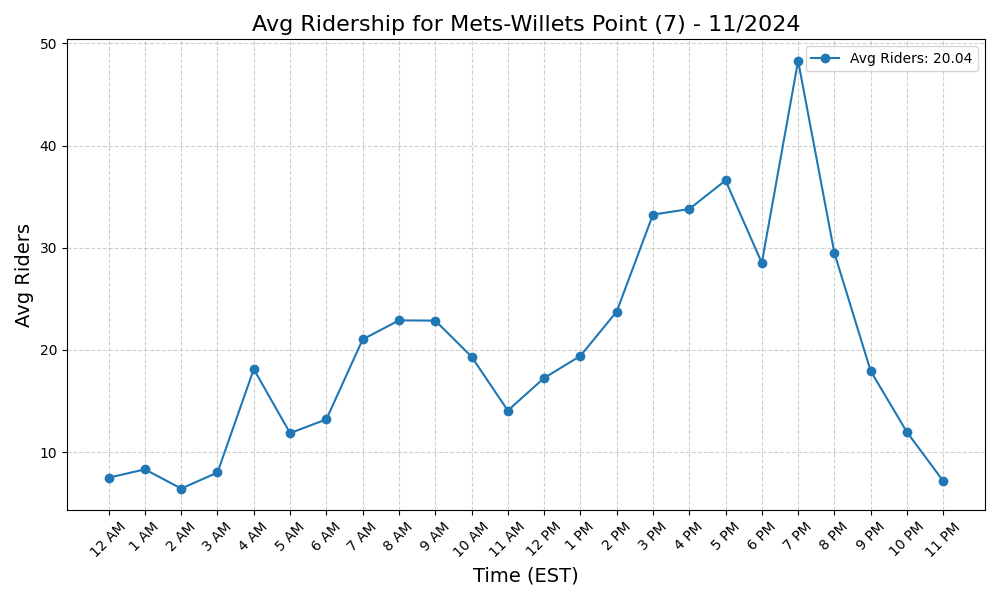 Avg Ridership for Mets-Willets Point (7) - 11/2024
Avg Riders: 20.04
50
40
30
20
10
Avg Riders
12 AM
1 AM
2 AM
3 AM
4 AM
5 AM
6 AM
7 AM
8 AM
9 AM
10 AM
11 AM
12 PM
1 PM
2 PM
3 PM
4 PM
5 PM
6 PM
7 PM
8 PM
9 PM
10 PM
11 PM
Time (EST)